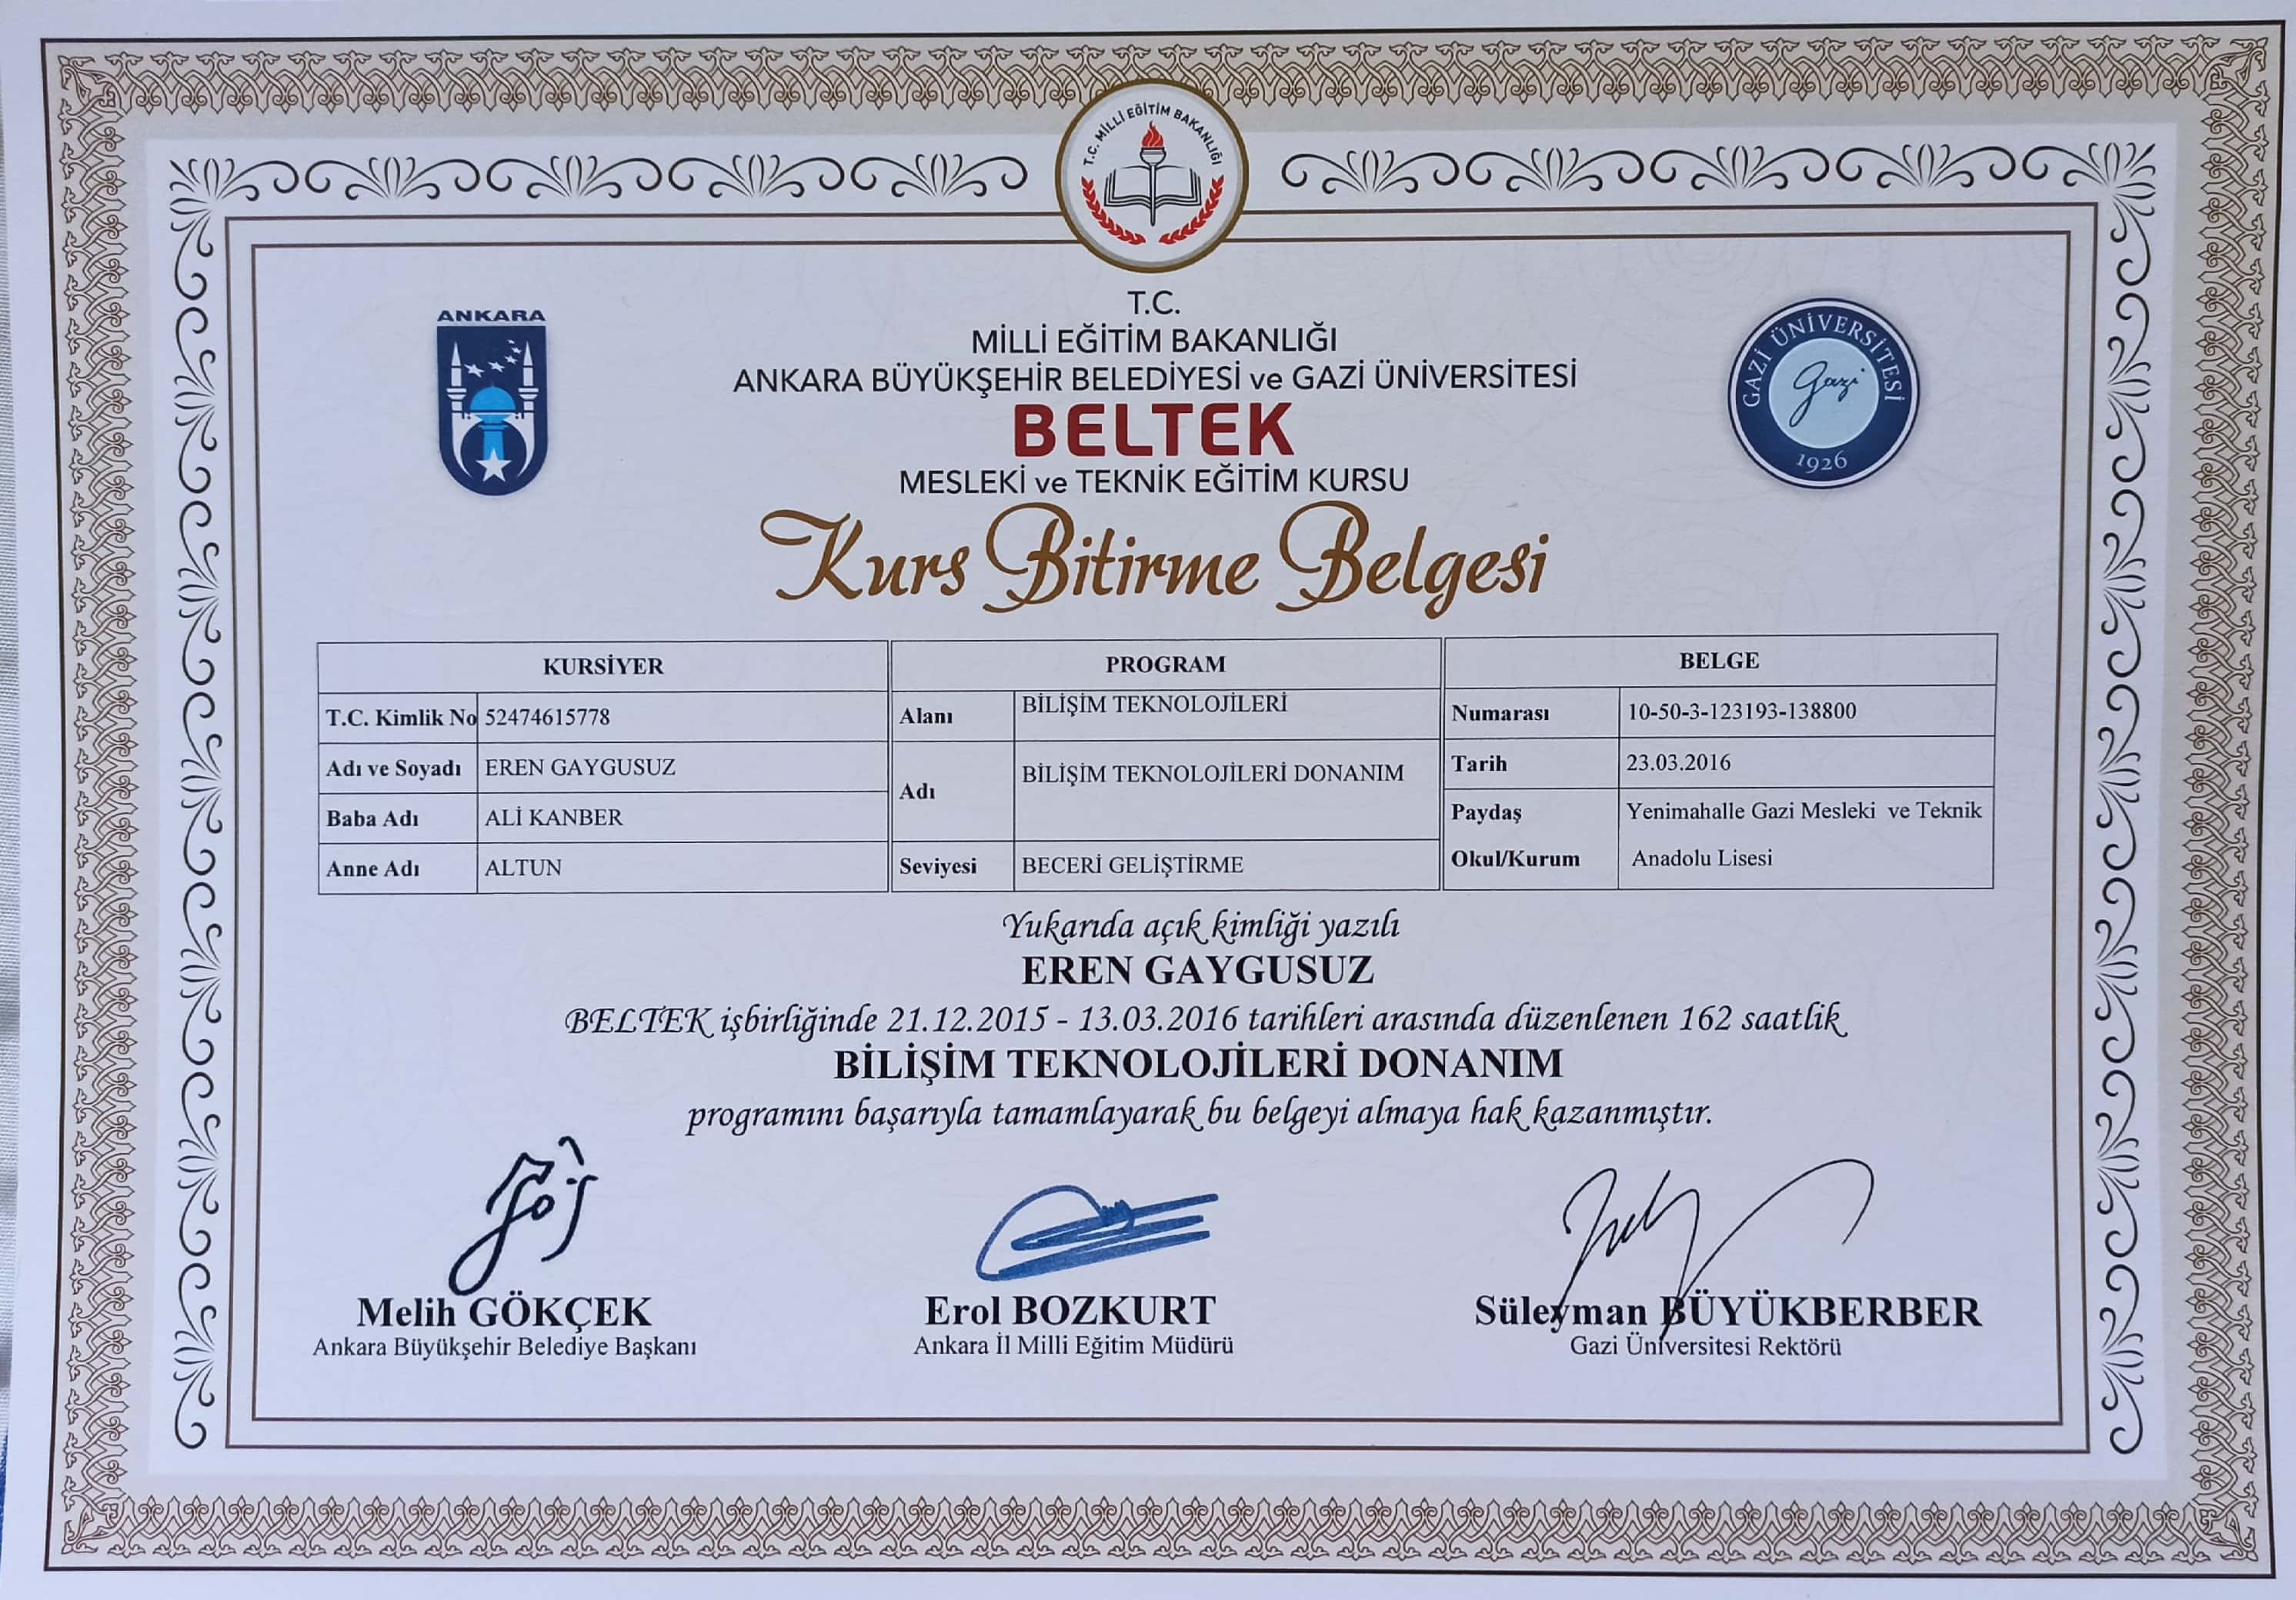 T.C. MİLLİ EĞİTİM BAKANLIĞI
T.C.
MİLLİ EĞİTİM BAKANLIĞI
ANKARA BÜYÜKŞEHİR BELEDİYESİ ve GAZİ ÜNİVERSİTESİ
BELTEK
MESLEKİ ve TEKNİK EĞİTİM KURSU
Kurs Bitirme Belgesi
ANKARA
GAZİ ÜNİVERSİTESİ
Gazi
1926
KURSİYER
T.C. Kimlik No 52474615778
Adı ve Soyadı EREN GAYGUSUZ
Baba Adı ALİ KANBER
Anne Adı ALTUN
PROGRAM
Alanı BİLİŞİM TEKNOLOJİLERİ
Adı BİLİŞİM TEKNOLOJİLERİ DONANIM
Seviyesi BECERİ GELİŞTİRME
BELGE
Numarası 10-50-3-123193-138800
Tarih 23.03.2016
Paydaş Yenimahalle Gazi Mesleki ve Teknik
Okul/Kurum Anadolu Lisesi
Yukarıda açık kimliği yazılı
EREN GAYGUSUZ
BELTEK işbirliğinde 21.12.2015 - 13.03.2016 tarihleri arasında düzenlenen 162 saatlik
BİLİŞİM TEKNOLOJİLERİ DONANIM
programını başarıyla tamamlayarak bu belgeyi almaya hak kazanmıştır.
Melih GÖKÇEK
Ankara Büyükşehir Belediye Başkanı
Erol BOZKURT
Ankara İl Milli Eğitim Müdürü
Süleyman BÜYÜKBERBER
Gazi Üniversitesi Rektörü